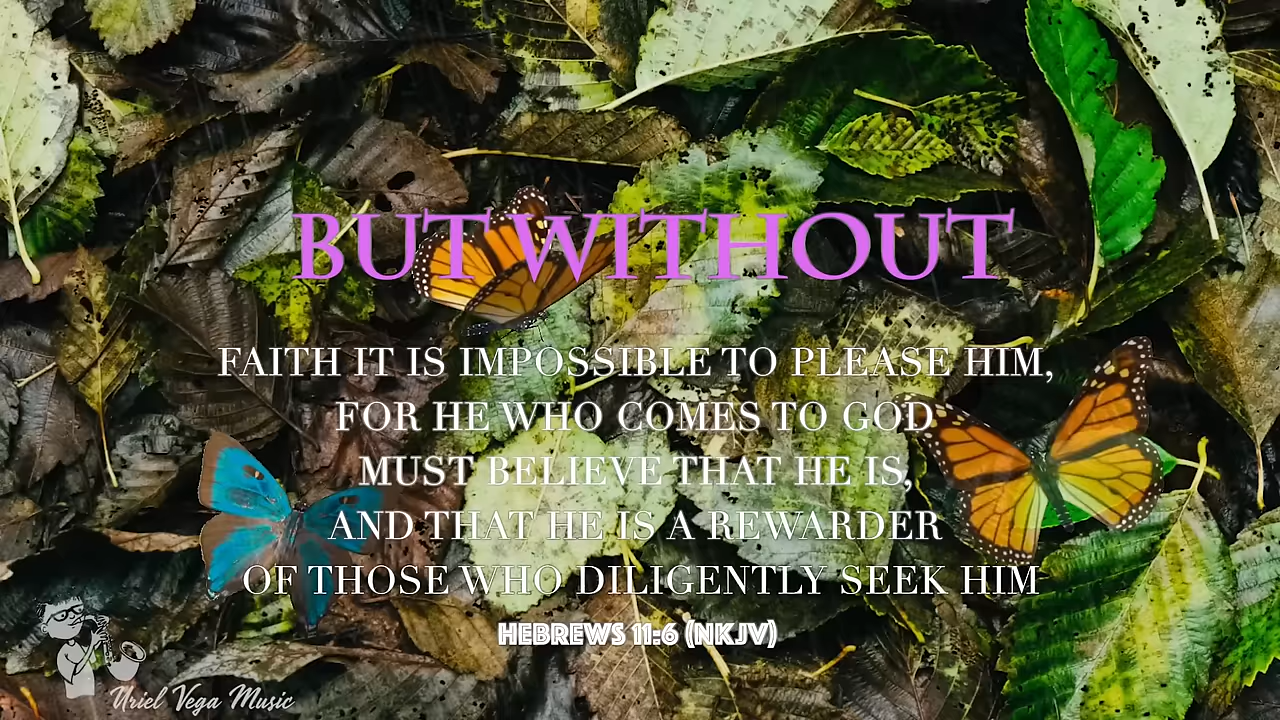 BUT WITHOUT
FAITH IT IS IMPOSSIBLE TO PLEASE HIM,
FOR HE WHO COMES TO GOD
MUST BELIEVE THAT HE IS,
AND THAT HE IS A REWARDER
OF THOSE WHO DILIGENTLY SEEK HIM
HEBREWS 11:6 (NKJV)
Uriel Vega Music